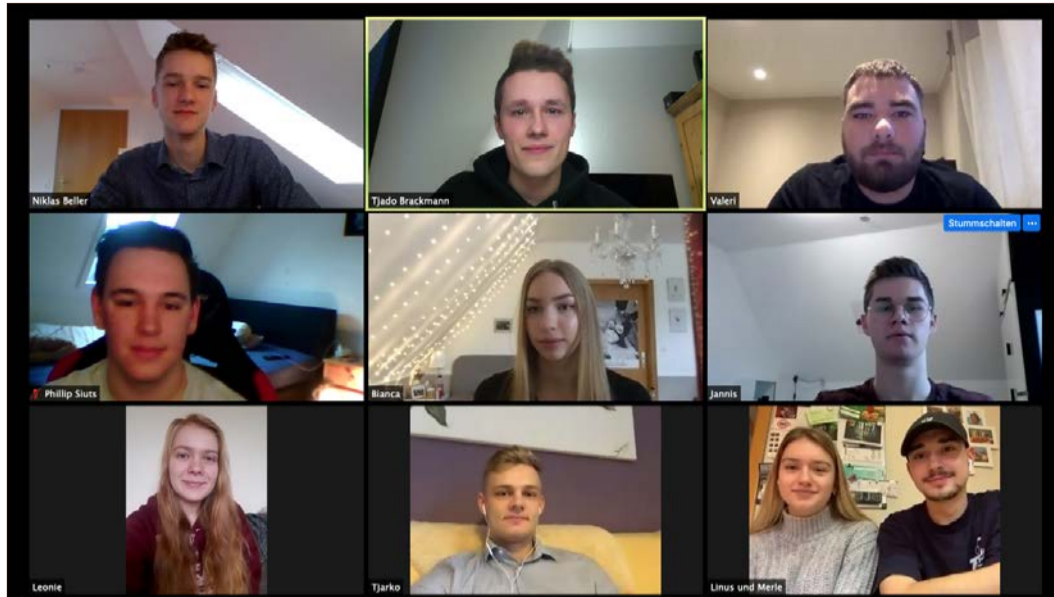 Niklas Beller
Tjado Brackmann
Valeri
Stummschalten
Phillip Siuts
Bianca
Jannis
Leonie
Tjarko
Linus und Merle